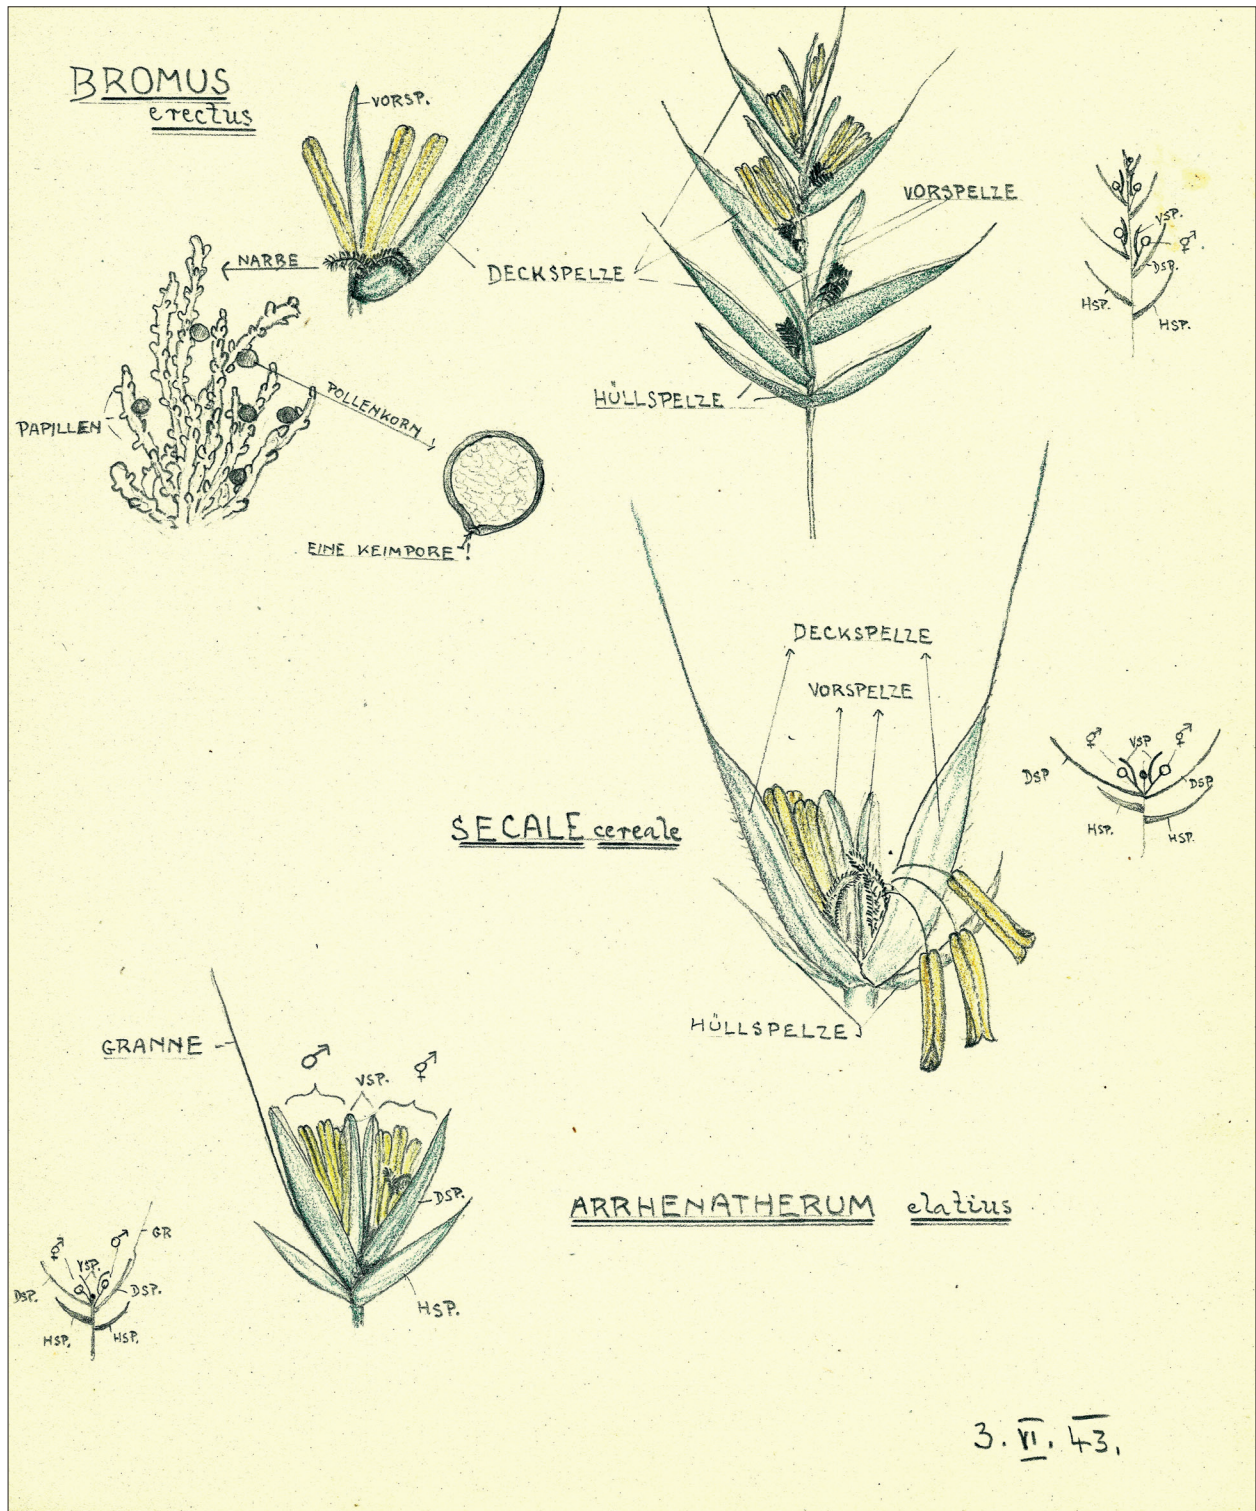 BROMUS
erectus
VORSP.
NARBE
DECKSPELZE
VORSPELZE
HÜLLSPELZE
PAPILLEN
POLLENKORN
EINE KEIMPORE!
VSP.
⚥
DSP.
HSP.
HSP.
DECKSPELZE
VORSPELZE
SECALE cereale
HÜLLSPELZE
⚥
VSP
⚥
DSP
DSP
HSP.
HSP.
GRANNE
♂
VSP.
⚥
DSP.
HSP.
ARRHENATHERUM elatius
♂
GR
⚥
VSP.
DSP.
DSP.
HSP.
HSP.
3. VI. 43.